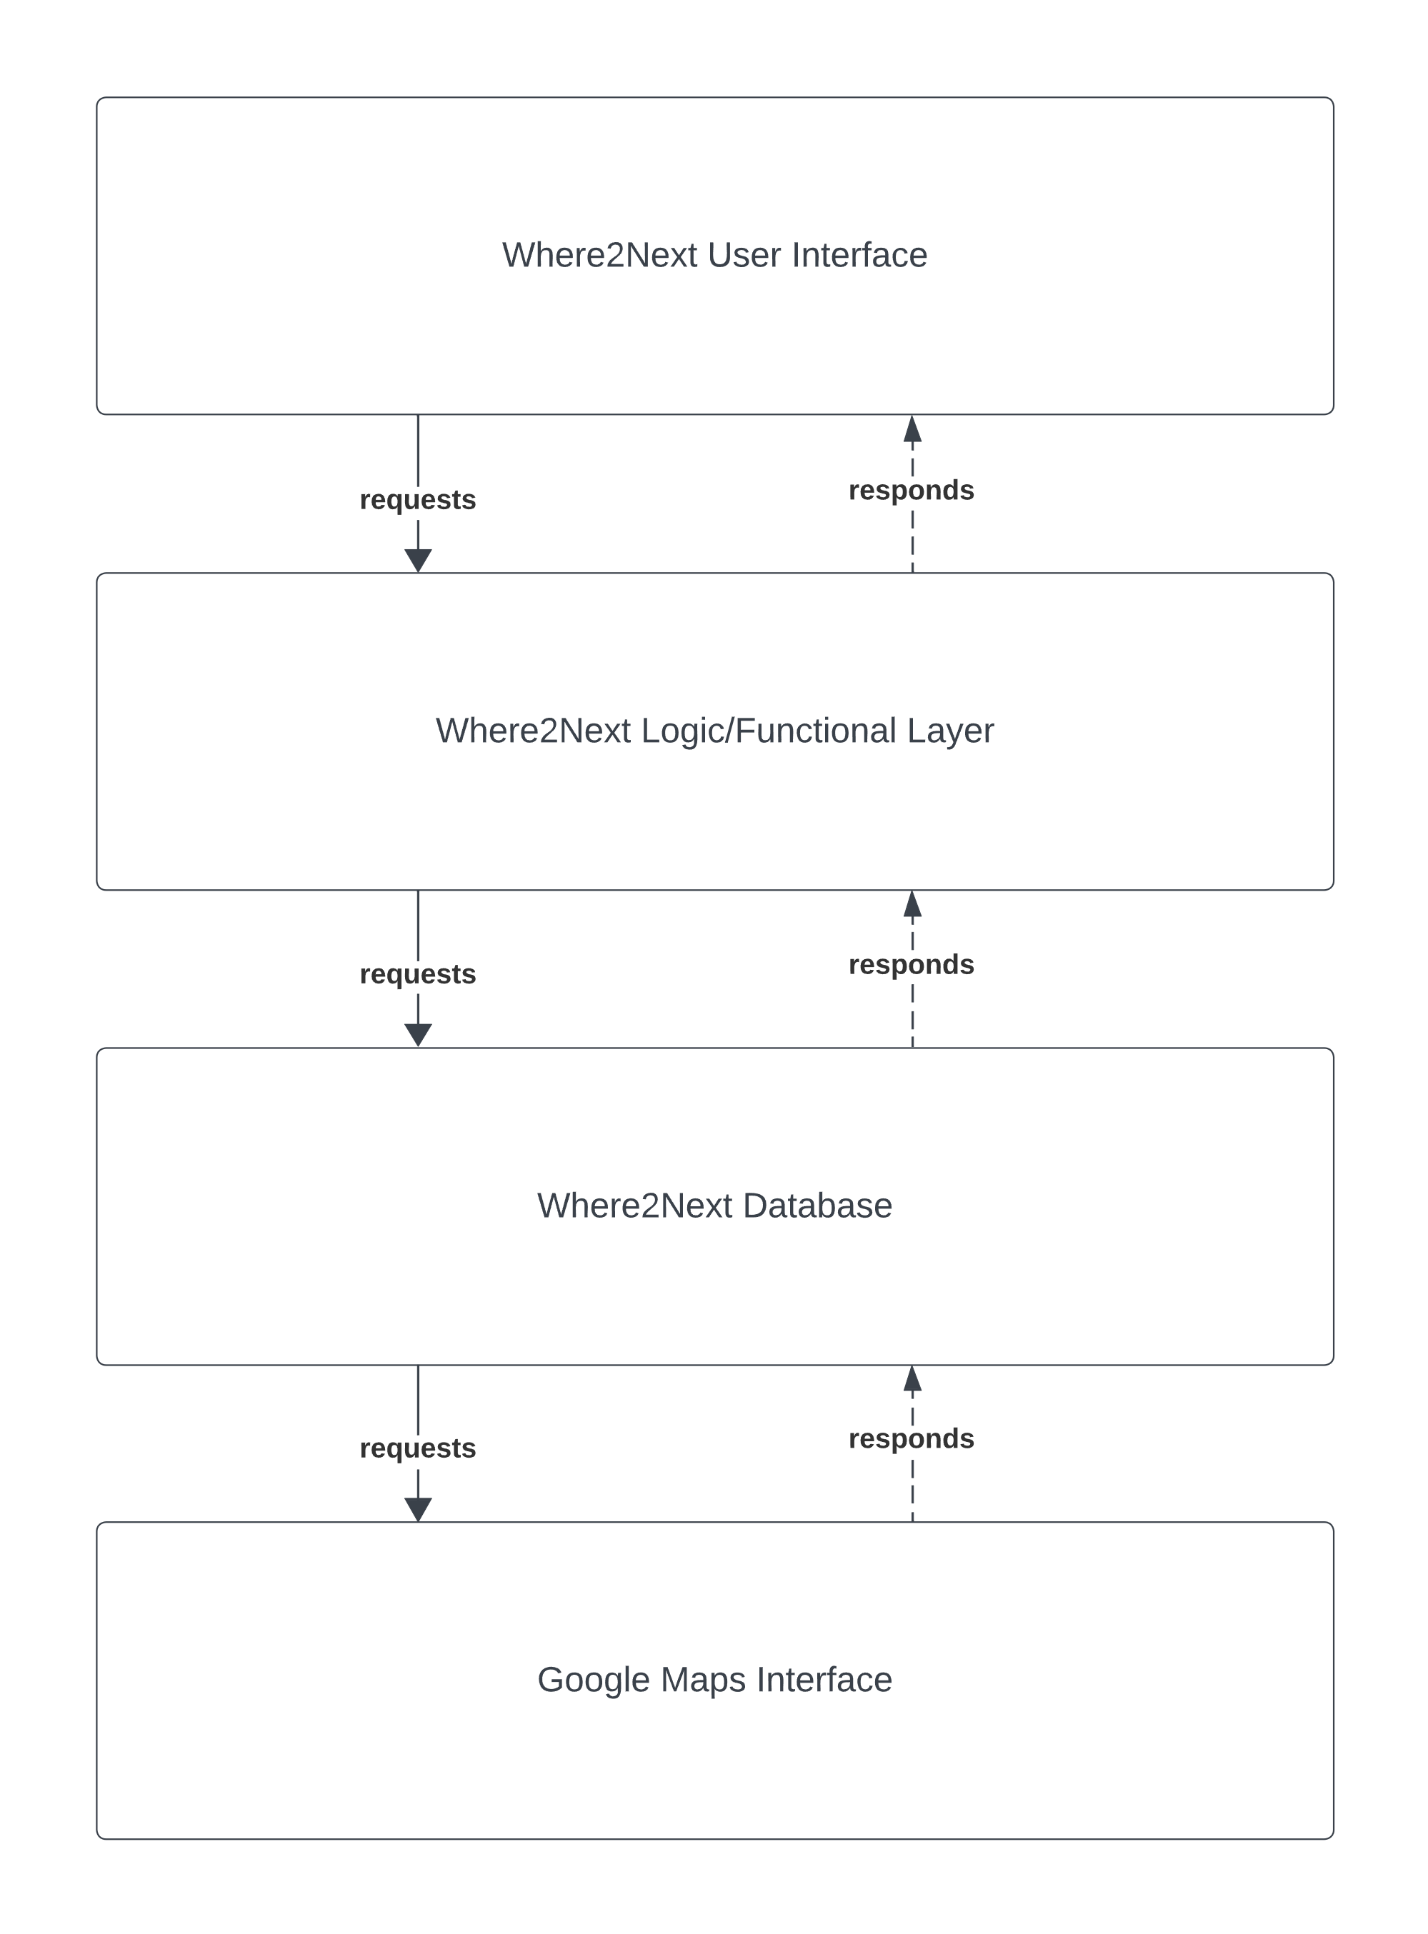 Where2Next User Interface
requests
responds
Where2Next Logic/Functional Layer
requests
responds
Where2Next Database
requests
responds
Google Maps Interface